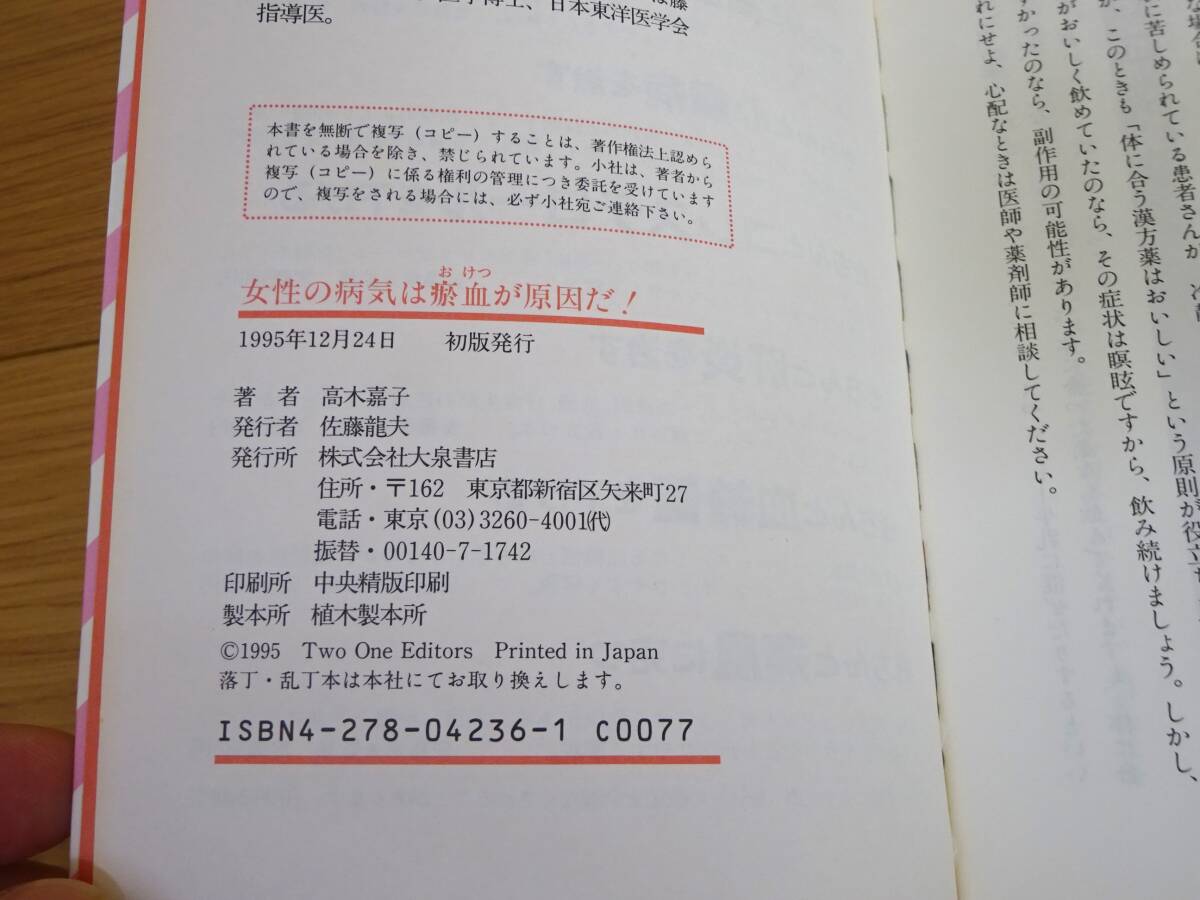 医学博士、日本東洋医学会
指導医。
本書を無断で複写（コピー）することは、著作権法上認めら
れている場合を除き、禁じられています。小社は、著者から
複写（コピー）に係る権利の管理につき委託を受けています
ので、複写をされる場合には、必ず小社宛ご連絡下さい。
おけつ
女性の病気は瘀血が原因だ！
1995年12月24日 初版発行
著 者 高木嘉子
発行者 佐藤龍夫
発行所 株式会社大泉書店
住所・〒162 東京都新宿区矢来町27
電話・東京(03)3260-4001㈹
振替・00140-7-1742
印刷所 中央精版印刷
製本所 植木製本所
©1995 Two One Editors Printed in Japan
落丁・乱丁本は本社にてお取り換えします。
ISBN4-278-04236-1 C0077
に苦しめられている患者さんが、
が、このときも「体に合う漢方薬はおいしい」という原則が役立
がおいしく飲めていたのなら、その症状は瞑眩ですから、飲み続けましょう。しかし、
ずかったのなら、副作用の可能性があります。
れにせよ、心配なときは医師や薬剤師に相談してください。